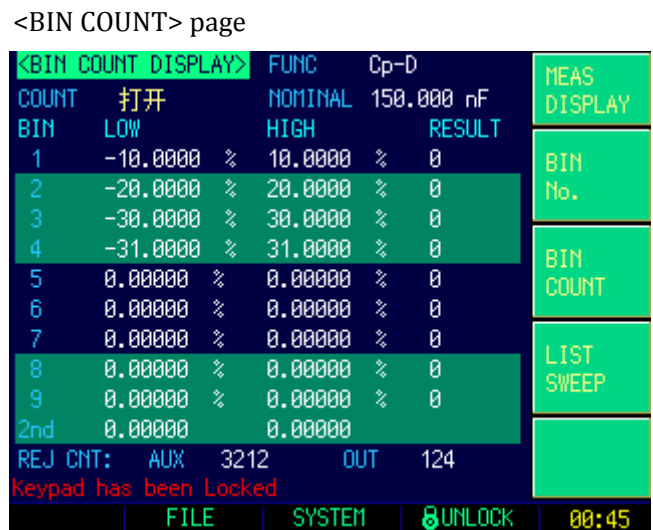 <BIN COUNT> page
<BIN COUNT DISPLAY> FUNC Cp-D
COUNT 打开 NOMINAL 150.000 nF
BIN LOW HIGH RESULT
1 -10.0000 % 10.0000 % 0
2 -20.0000 % 20.0000 % 0
3 -30.0000 % 30.0000 % 0
4 -31.0000 % 31.0000 % 0
5 0.00000 % 0.00000 % 0
6 0.00000 % 0.00000 % 0
7 0.00000 % 0.00000 % 0
8 0.00000 % 0.00000 % 0
9 0.00000 % 0.00000 % 0
2nd 0.00000 0.00000
REJ CNT: AUX 3212 OUT 124
Keypad has been Locked
MEAS
DISPLAY
BIN
No.
BIN
COUNT
LIST
SWEEP
FILE SYSTEM UNLOCK 00:45